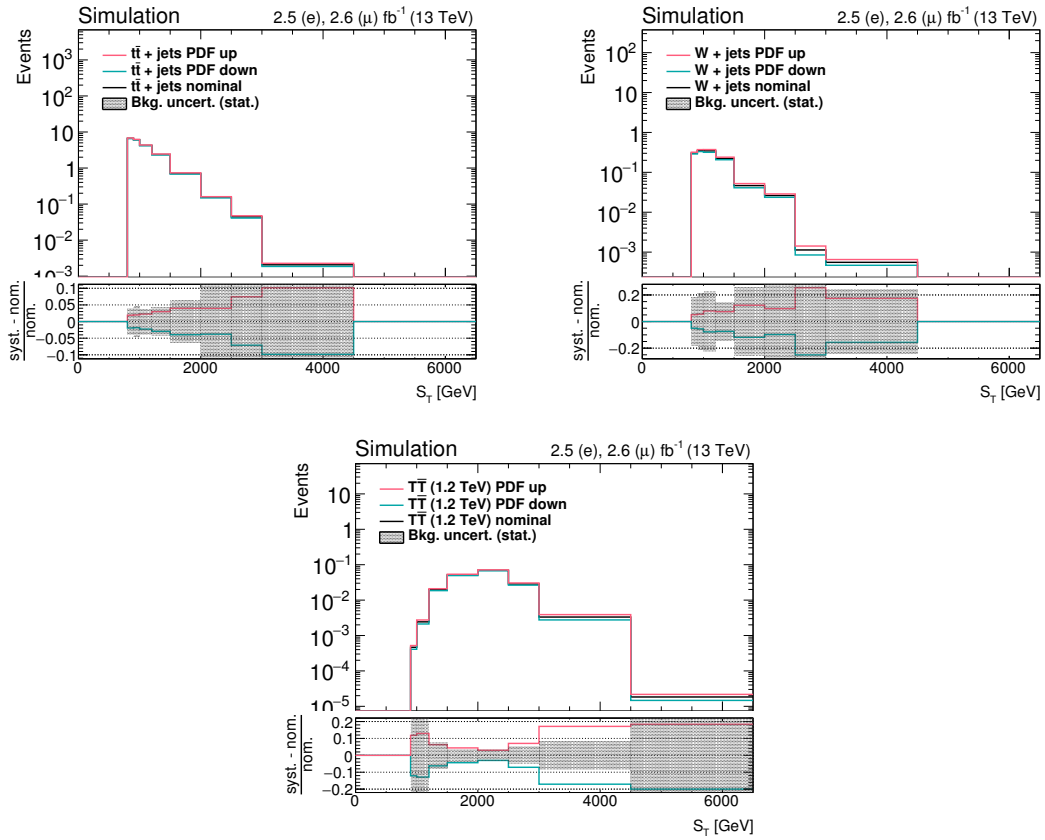 Simulation 2.5 (e), 2.6 (μ) fb⁻¹ (13 TeV)
Events
10³
10²
10
1
10⁻¹
10⁻²
10⁻³
tt̄ + jets PDF up
tt̄ + jets PDF down
tt̄ + jets nominal
Bkg. uncert. (stat.)
syst. - nom.
nom.
0.1
0.05
0
−0.05
−0.1
0 2000 4000 6000
S_T [GeV]
Simulation 2.5 (e), 2.6 (μ) fb⁻¹ (13 TeV)
Events
10²
10
1
10⁻¹
10⁻²
10⁻³
W + jets PDF up
W + jets PDF down
W + jets nominal
Bkg. uncert. (stat.)
syst. - nom.
nom.
0.2
0
−0.2
0 2000 4000 6000
S_T [GeV]
Simulation 2.5 (e), 2.6 (μ) fb⁻¹ (13 TeV)
Events
10
1
10⁻¹
10⁻²
10⁻³
10⁻⁴
10⁻⁵
TT̄ (1.2 TeV) PDF up
TT̄ (1.2 TeV) PDF down
TT̄ (1.2 TeV) nominal
Bkg. uncert. (stat.)
syst. - nom.
nom.
0.2
0.1
0
−0.1
−0.2
0 2000 4000 6000
S_T [GeV]